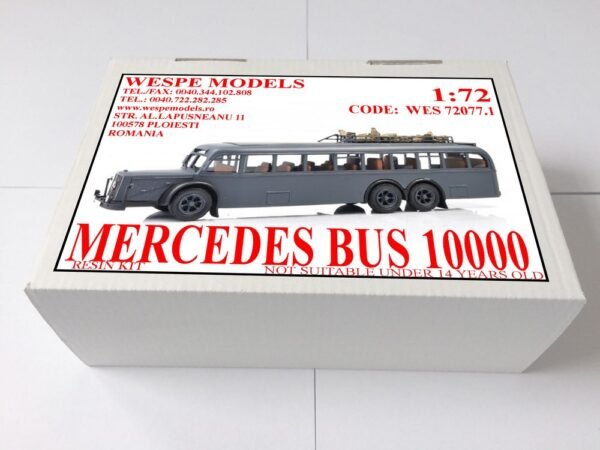 WESPE MODELS
TEL./FAX: 0040.344.102.808
TEL.: 0040.722.282.285
www.wespemodels.ro
STR. AL.LAPUSNEANU 11
100578 PLOIESTI
ROMANIA
1:72
CODE: WES 72077.1
MERCEDES BUS 10000
RESIN KIT
NOT SUITABLE UNDER 14 YEARS OLD